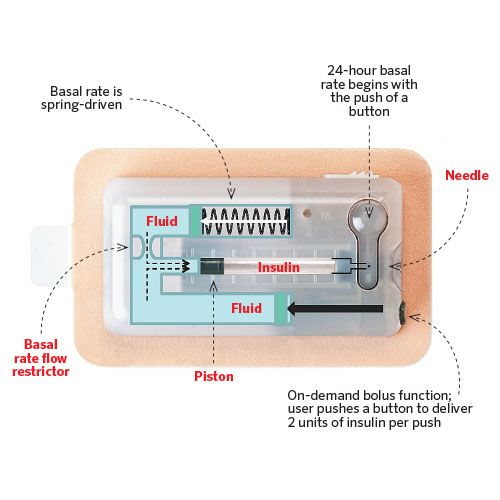 Basal rate is
spring-driven
24-hour basal
rate begins with
the push of a
button
Needle
Fluid
Insulin
Fluid
Basal
rate flow
restrictor
Piston
On-demand bolus function;
user pushes a button to deliver
2 units of insulin per push